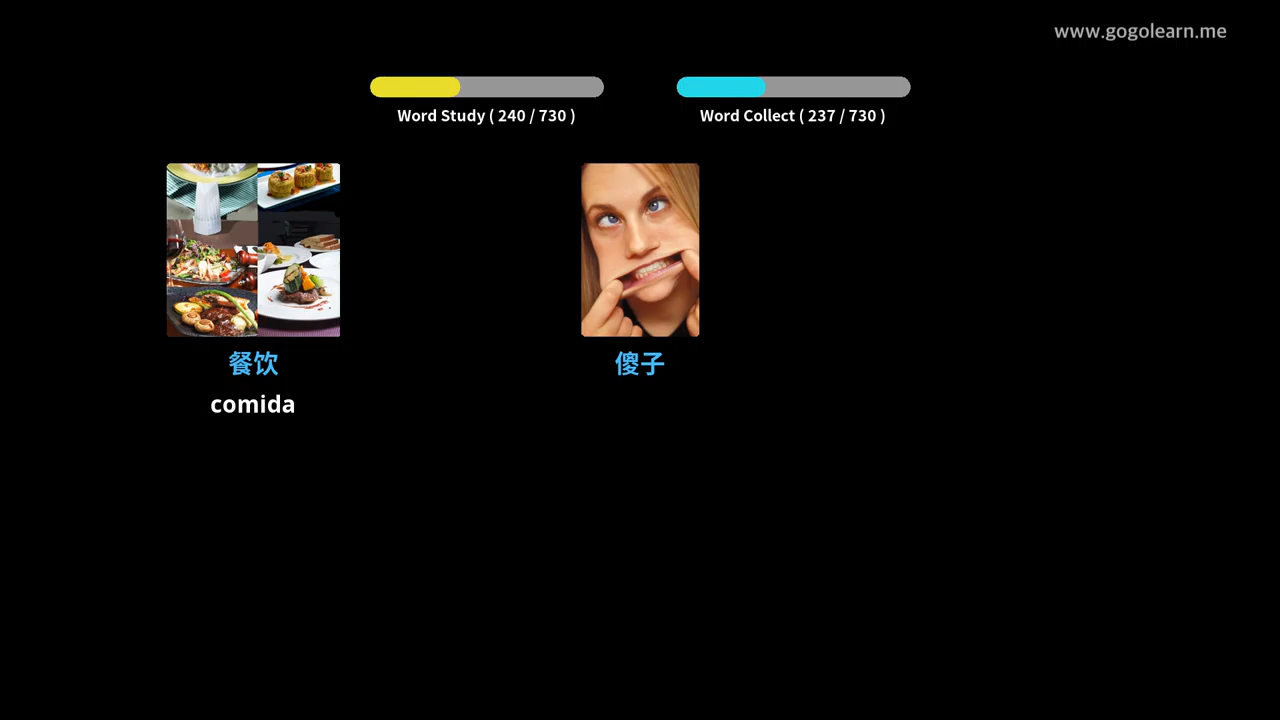 www.gogolearn.me
Word Study ( 240 / 730 )
Word Collect ( 237 / 730 )
餐饮
傻子
comida